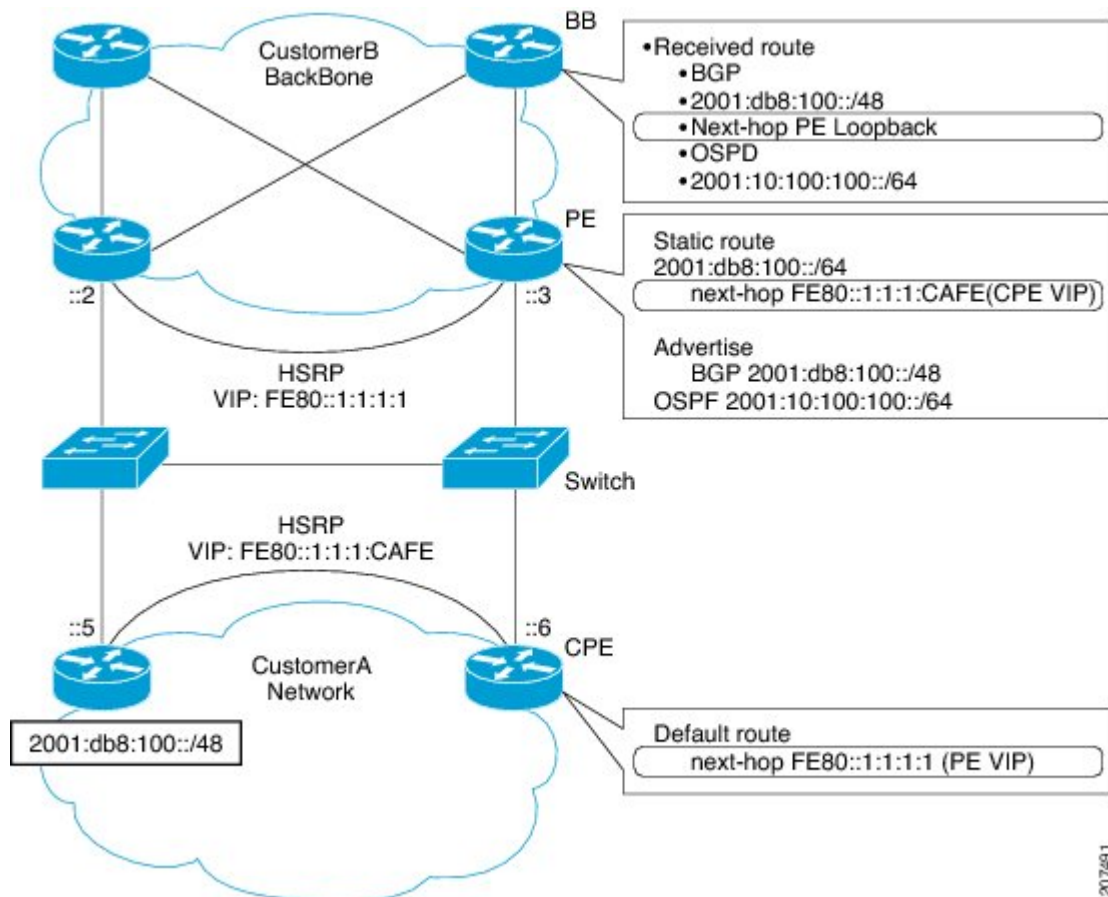 BB
CustomerB
BackBone
•Received route
•BGP
•2001:db8:100::/48
•Next-hop PE Loopback
•OSPD
•2001:10:100:100::/64
PE
Static route
2001:db8:100::/64
next-hop FE80::1:1:1:CAFE(CPE VIP)
Advertise
BGP 2001:db8:100::/48
OSPF 2001:10:100:100::/64
::2
::3
HSRP
VIP: FE80::1:1:1:1
Switch
HSRP
VIP: FE80::1:1:1:CAFE
::5
::6
CPE
CustomerA
Network
2001:db8:100::/48
Default route
next-hop FE80::1:1:1:1 (PE VIP)
207491